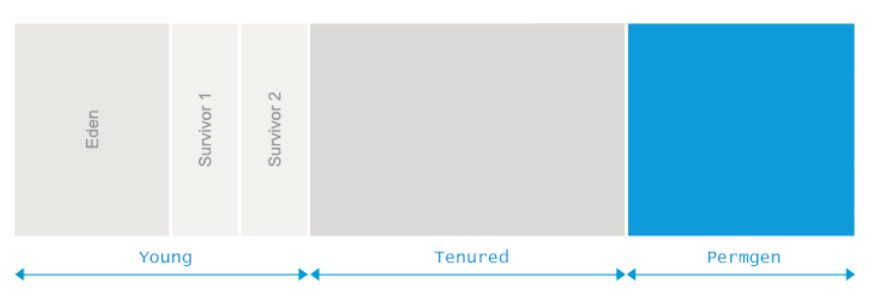 Eden
Survivor 1
Survivor 2
Young
Tenured
Permgen